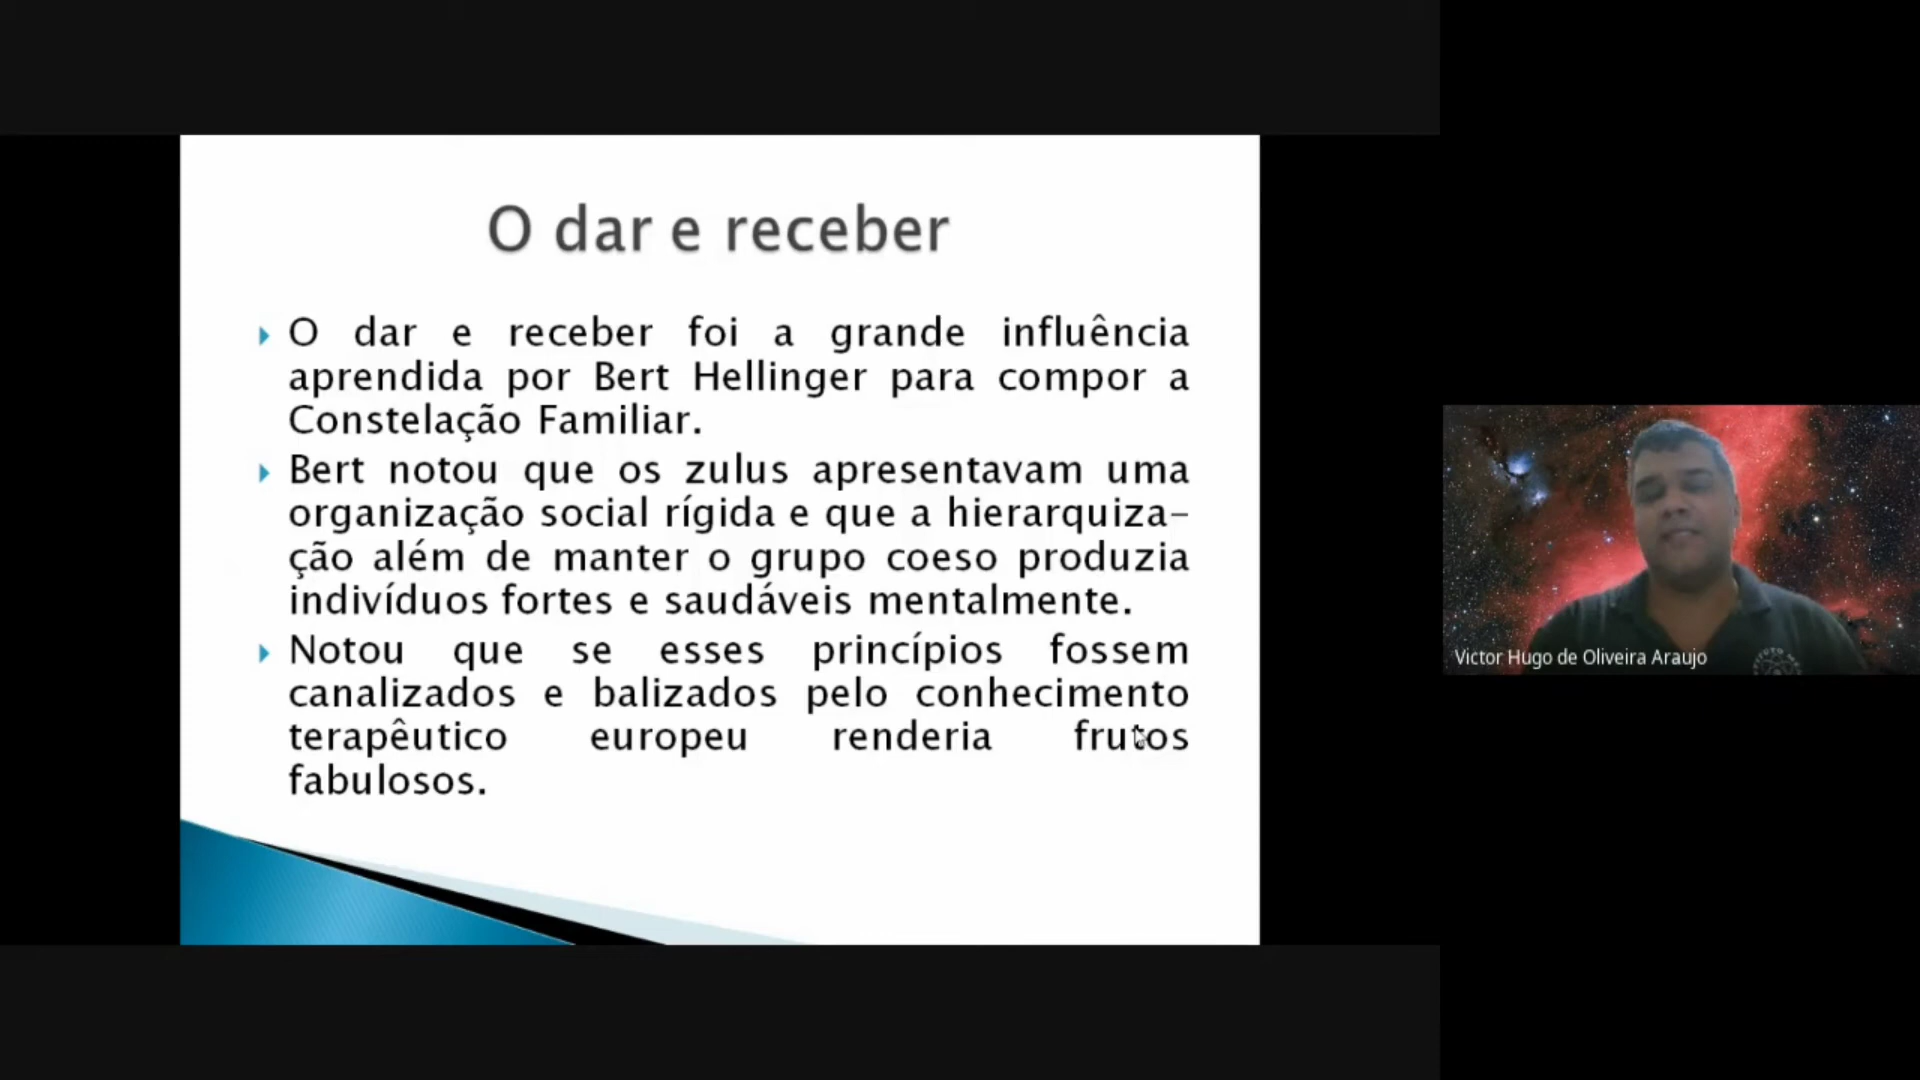 O dar e receber
O dar e receber foi a grande influência
aprendida por Bert Hellinger para compor a
Constelação Familiar.
Bert notou que os zulus apresentavam uma
organização social rígida e que a hierarquiza-
ção além de manter o grupo coeso produzia
indivíduos fortes e saudáveis mentalmente.
Notou que se esses princípios fossem
canalizados e balizados pelo conhecimento
terapêutico europeu renderia frutos
fabulosos.
Victor Hugo de Oliveira Araujo